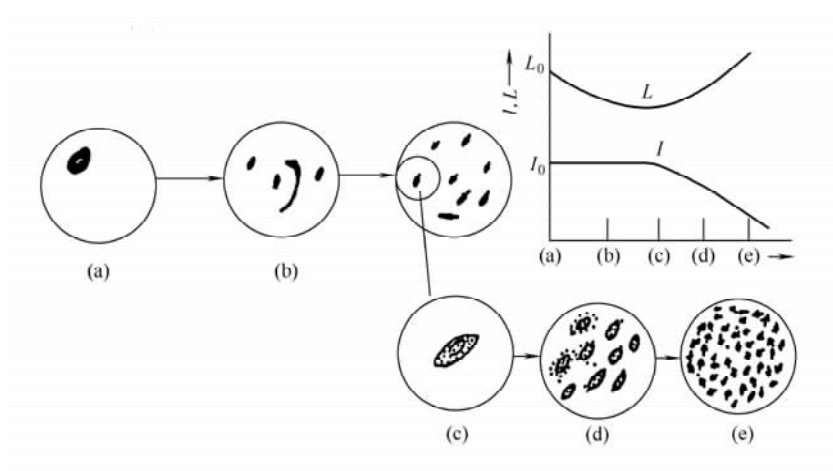 L₀
I, L
L
I₀
I
(a) (b) (c) (d) (e)
(a)
(b)
(c)
(d)
(e)